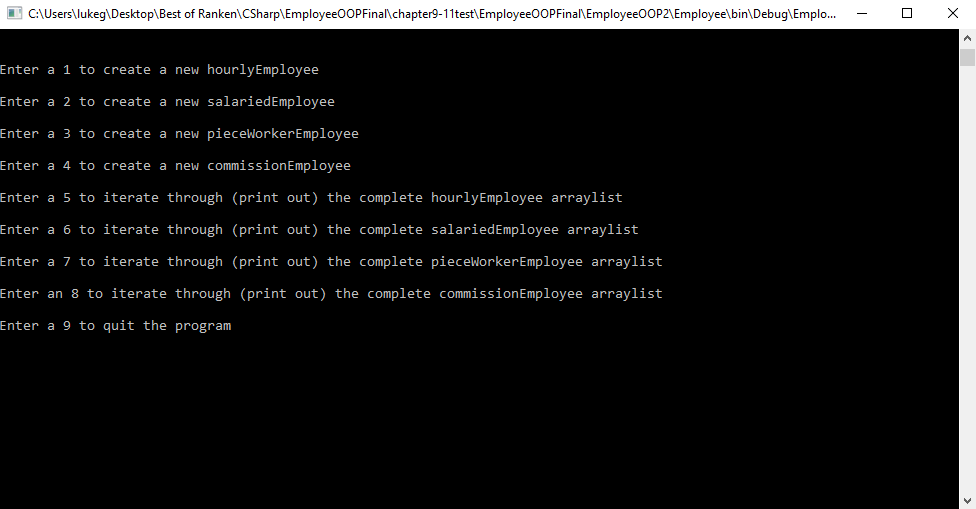 C:\Users\lukeg\Desktop\Best of Ranken\CSharp\EmployeeOOPFinal\chapter9-11test\EmployeeOOPFinal\EmployeeOOP2\Employee\bin\Debug\Emplo...
Enter a 1 to create a new hourlyEmployee
Enter a 2 to create a new salariedEmployee
Enter a 3 to create a new pieceWorkerEmployee
Enter a 4 to create a new commissionEmployee
Enter a 5 to iterate through (print out) the complete hourlyEmployee arraylist
Enter a 6 to iterate through (print out) the complete salariedEmployee arraylist
Enter a 7 to iterate through (print out) the complete pieceWorkerEmployee arraylist
Enter an 8 to iterate through (print out) the complete commissionEmployee arraylist
Enter a 9 to quit the program